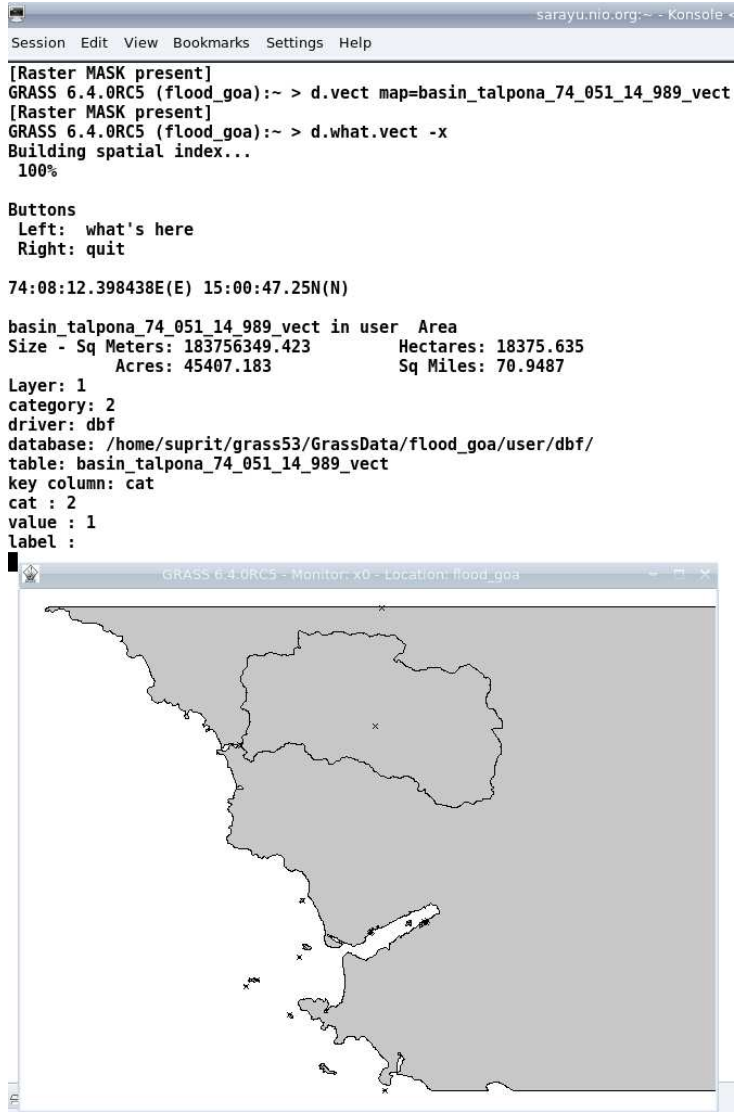 sarayu.nio.org:~ - Konsole <
Session Edit View Bookmarks Settings Help
[Raster MASK present]
GRASS 6.4.0RC5 (flood_goa):~ > d.vect map=basin_talpona_74_051_14_989_vect
[Raster MASK present]
GRASS 6.4.0RC5 (flood_goa):~ > d.what.vect -x
Building spatial index...
100%
Buttons
Left: what's here
Right: quit
74:08:12.398438E(E) 15:00:47.25N(N)
basin_talpona_74_051_14_989_vect in user Area
Size - Sq Meters: 183756349.423 Hectares: 18375.635
Acres: 45407.183 Sq Miles: 70.9487
Layer: 1
category: 2
driver: dbf
database: /home/suprit/grass53/GrassData/flood_goa/user/dbf/
table: basin_talpona_74_051_14_989_vect
key column: cat
cat : 2
value : 1
label :
GRASS 6.4.0RC5 - Monitor: x0 - Location: flood_goa